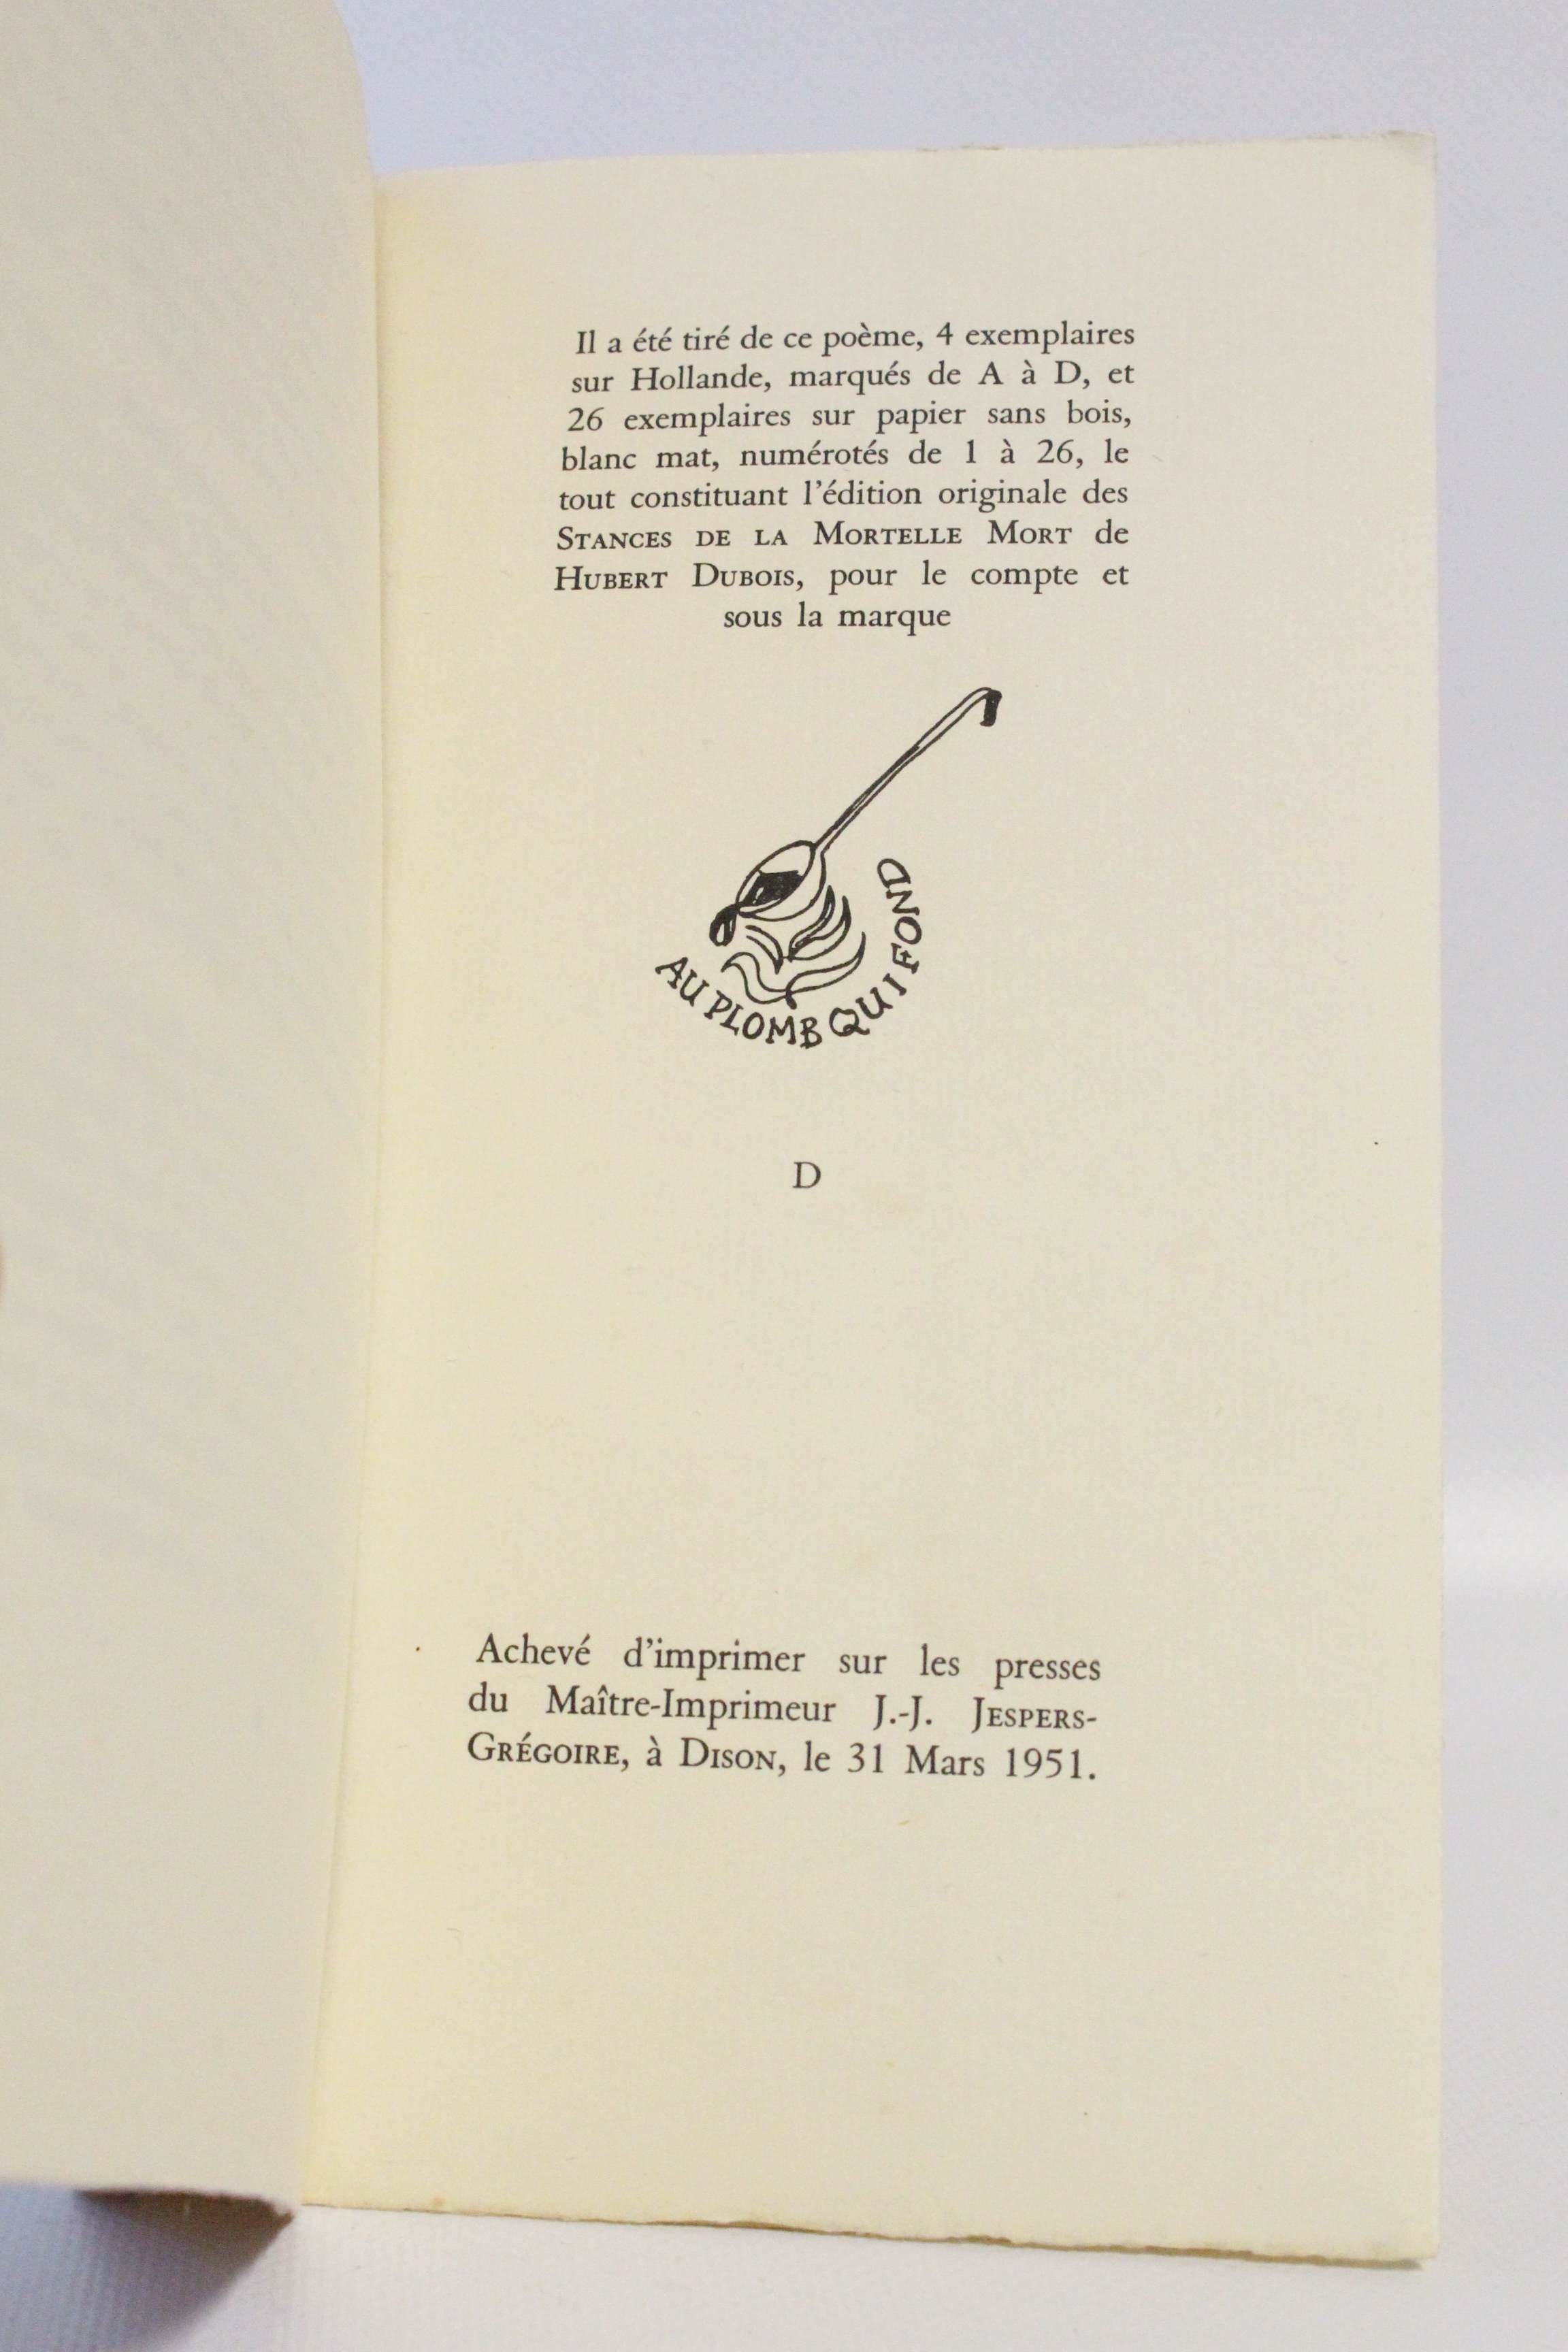 Il a été tiré de ce poème, 4 exemplaires
sur Hollande, marqués de A à D, et
26 exemplaires sur papier sans bois,
blanc mat, numérotés de 1 à 26, le
tout constituant l'édition originale des
STANCES DE LA MORTELLE MORT de
HUBERT DUBOIS, pour le compte et
sous la marque
AU PLOMB QUI FOND
D
Achevé d'imprimer sur les presses
du Maître-Imprimeur J.-J. JESPERS-
GRÉGOIRE, à DISON, le 31 Mars 1951.